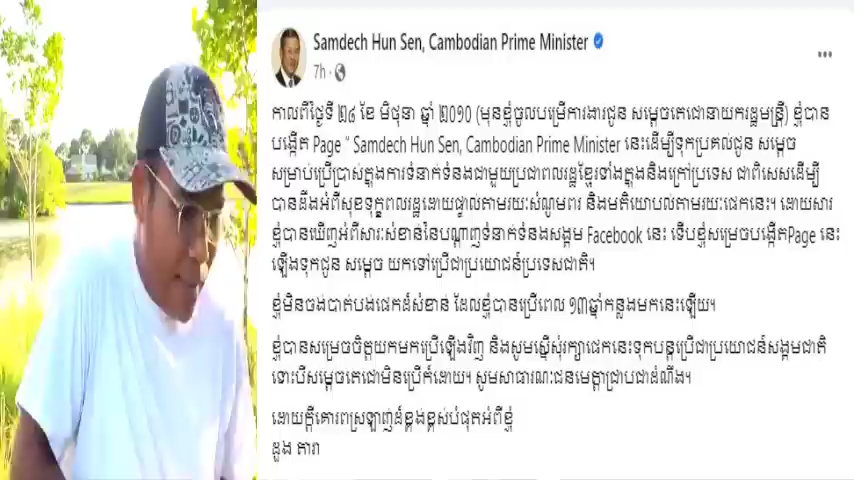 Samdech Hun Sen, Cambodian Prime Minister
7h ·
កាលពីថ្ងៃទី ២៤ ខែ មិថុនា ឆ្នាំ ២០១០ (មុនខ្ញុំចូលបម្រើការងារជូន សម្តេចតេជោនាយករដ្ឋមន្ត្រី) ខ្ញុំបាន
បង្កើត Page “ Samdech Hun Sen, Cambodian Prime Minister នេះដើម្បីទុកប្រគល់ជូន សម្តេច
សម្រាប់ប្រើប្រាស់ក្នុងការទំនាក់ទំនងជាមួយប្រជាពលរដ្ឋខ្មែរទាំងក្នុងនិងក្រៅប្រទេស ជាពិសេសដើម្បី
បានដឹងអំពីសុខទុក្ខពលរដ្ឋដោយផ្ទាល់តាមរយៈសំណូមពរ និងមតិយោបល់តាមរយៈផេកនេះ។ ដោយសារ
ខ្ញុំបានឃើញអំពីសារៈសំខាន់នៃបណ្តាញទំនាក់ទំនងសង្គម Facebook នេះ ទើបខ្ញុំសម្រេចបង្កើតPage នេះ
ឡើងទុកជូន សម្តេច យកទៅប្រើជាប្រយោជន៍ប្រទេសជាតិ។
ខ្ញុំមិនចង់បាត់បង់ផេកដ៏សំខាន់ ដែលខ្ញុំបានប្រើពេល ១៣ឆ្នាំកន្លងមកនេះឡើយ។
ខ្ញុំបានសម្រេចចិត្តយកមកប្រើឡើងវិញ និងសូមស្នើសុំរក្សាផេកនេះទុកបន្តប្រើជាប្រយោជន៍សង្គមជាតិ
ទោះបីសម្តេចតេជោមិនប្រើក៏ដោយ។ សូមសាធារណៈជនមេត្តាជ្រាបជាដំណឹង។
ដោយក្តីគោរពស្រឡាញ់ដ៏ខ្ពង់ខ្ពស់បំផុតអំពីខ្ញុំ
ដួង តារា